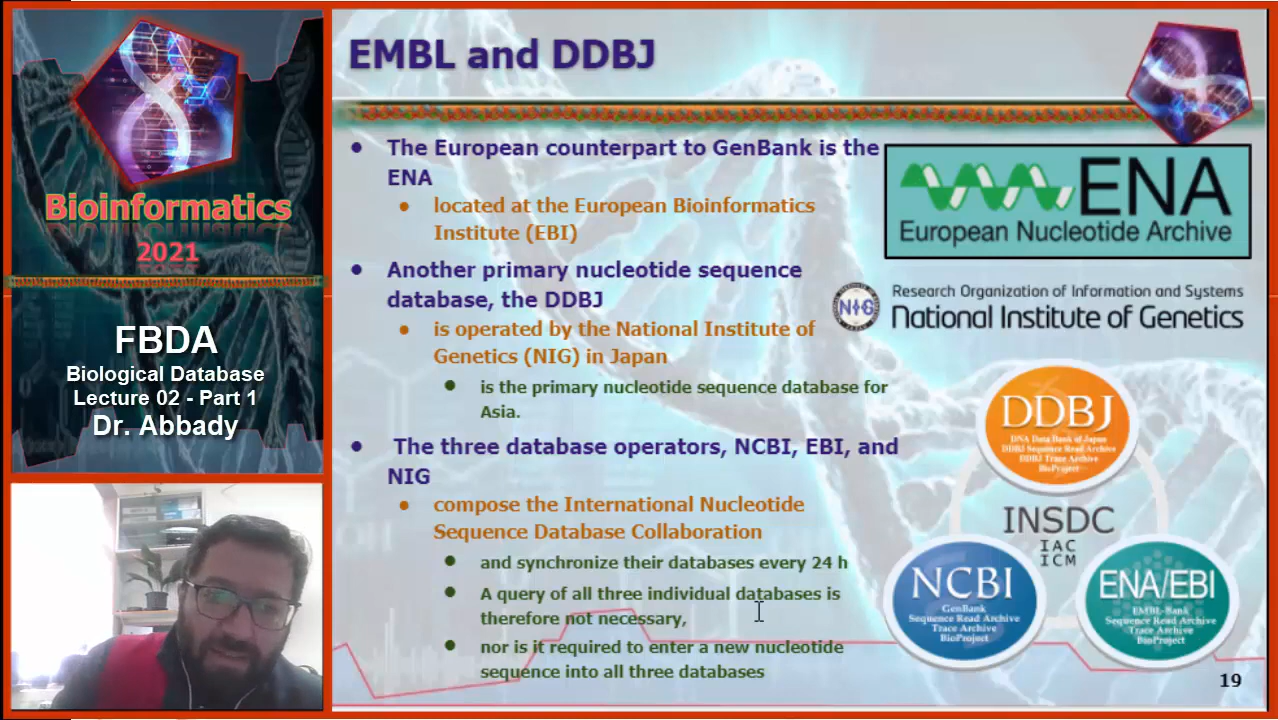 Bioinformatics
2021
FBDA
Biological Database
Lecture 02 - Part 1
Dr. Abbady
EMBL and DDBJ
• The European counterpart to GenBank is the
ENA
• located at the European Bioinformatics
Institute (EBI)
• Another primary nucleotide sequence
database, the DDBJ
• is operated by the National Institute of
Genetics (NIG) in Japan
• is the primary nucleotide sequence database for
Asia.
• The three database operators, NCBI, EBI, and
NIG
• compose the International Nucleotide
Sequence Database Collaboration
• and synchronize their databases every 24 h
• A query of all three individual databases is
therefore not necessary,
• nor is it required to enter a new nucleotide
sequence into all three databases
ENA
European Nucleotide Archive
NIG
Research Organization of Information and Systems
National Institute of Genetics
DDBJ
DNA Data Bank of Japan
DDBJ Sequence Read Archive
DDBJ Trace Archive
BioProject
INSDC
IAC
ICM
NCBI
GenBank
Sequence Read Archive
Trace Archive
BioProject
ENA/EBI
EMBL-Bank
Sequence Read Archive
Trace Archive
BioProject
19